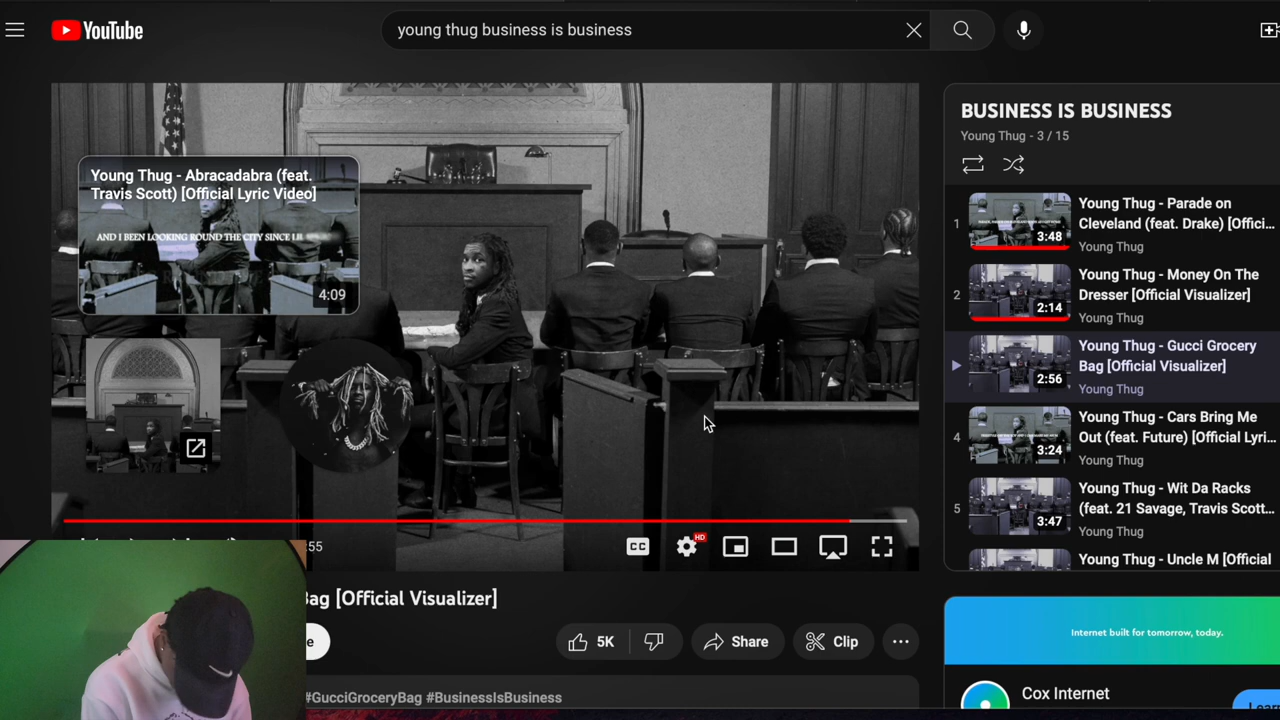 YouTube
young thug business is business
Young Thug - Abracadabra (feat.
Travis Scott) [Official Lyric Video]
AND I BEEN LOOKING ROUND THE CITY SINCE I
4:09
:55
CC
HD
Bag [Official Visualizer]
e
5K
Share
Clip
#GucciGroceryBag #BusinessIsBusiness
BUSINESS IS BUSINESS
Young Thug - 3 / 15
1
3:48
Young Thug - Parade on
Cleveland (feat. Drake) [Offici...
Young Thug
2
2:14
Young Thug - Money On The
Dresser [Official Visualizer]
Young Thug
2:56
Young Thug - Gucci Grocery
Bag [Official Visualizer]
Young Thug
4
3:24
Young Thug - Cars Bring Me
Out (feat. Future) [Official Lyri...
Young Thug
5
3:47
Young Thug - Wit Da Racks
(feat. 21 Savage, Travis Scott...
Young Thug
Young Thug - Uncle M [Official
Internet built for tomorrow, today.
Cox Internet
Learn